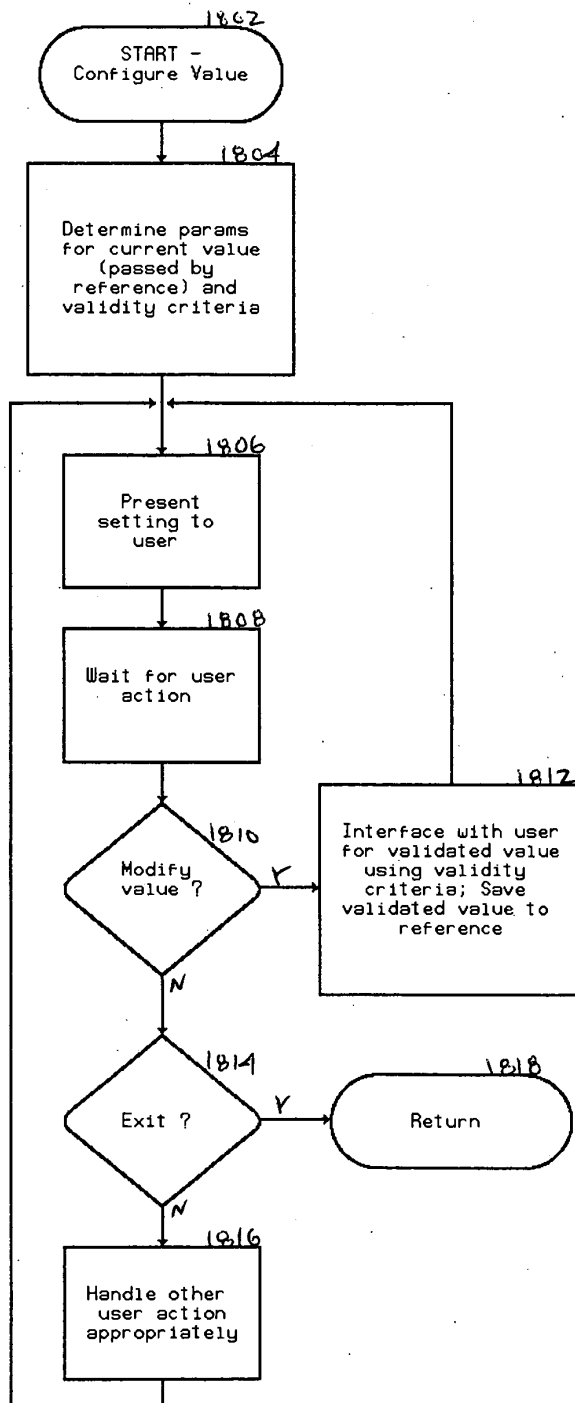 1802
START -
Configure Value
1804
Determine params
for current value
(passed by
reference) and
validity criteria
1806
Present
setting to
user
1808
Wait for user
action
1810
Modify
value ?
Y
N
1812
Interface with user
for validated value
using validity
criteria; Save
validated value to
reference
1814
Exit ?
Y
N
1818
Return
1816
Handle other
user action
appropriately